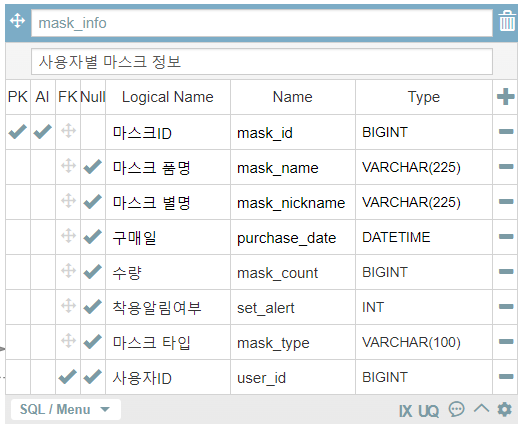 mask_info
사용자별 마스크 정보
PK AI FK Null Logical Name Name Type
마스크ID mask_id BIGINT
마스크 품명 mask_name VARCHAR(225)
마스크 별명 mask_nickname VARCHAR(225)
구매일 purchase_date DATETIME
수량 mask_count BIGINT
착용알림여부 set_alert INT
마스크 타입 mask_type VARCHAR(100)
사용자ID user_id BIGINT
SQL / Menu IX UQ